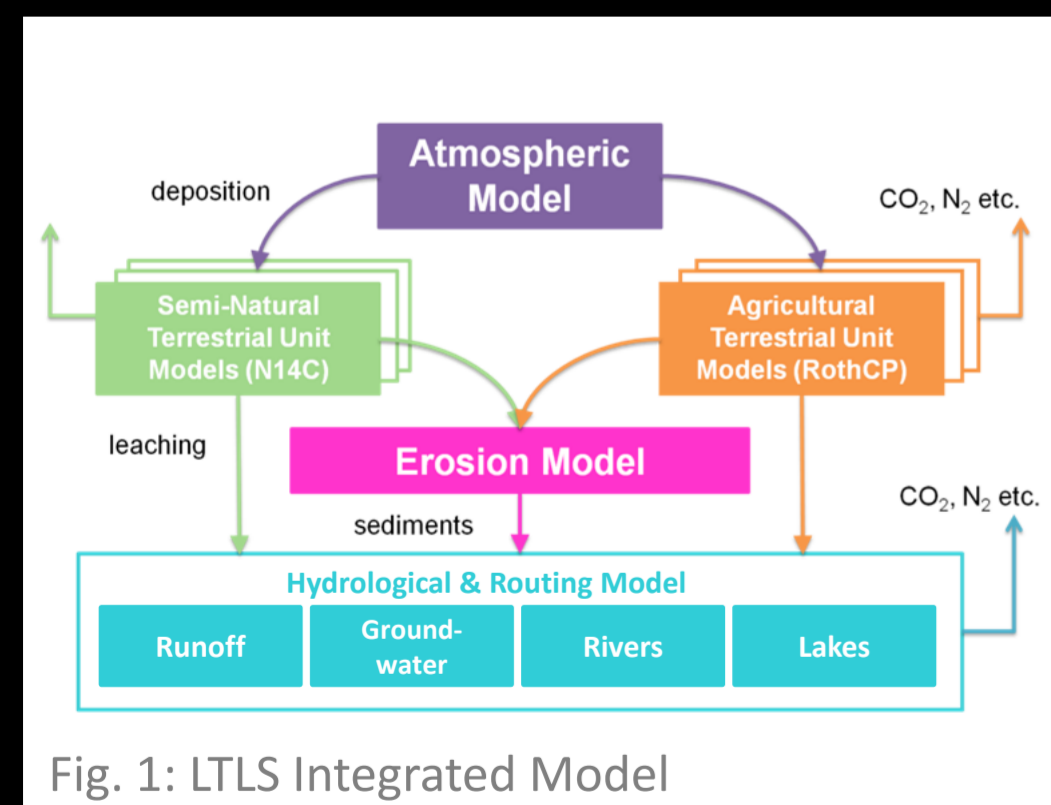 Atmospheric
Model
deposition
CO₂, N₂ etc.
Semi-Natural
Terrestrial Unit
Models (N14C)
Agricultural
Terrestrial Unit
Models (RothCP)
leaching
Erosion Model
CO₂, N₂ etc.
sediments
Hydrological & Routing Model
Runoff
Ground-
water
Rivers
Lakes
Fig. 1: LTLS Integrated Model